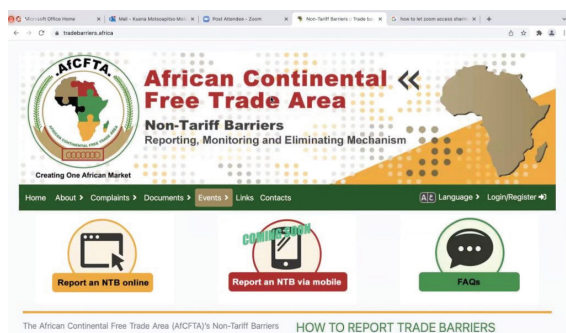 Microsoft Office Home
Mail - Kuena Motsoaptse Mol
Post Attendee - Zoom
Non-Tariff Barriers :: Trade ba
how to let zoom access sharin
tradebarriers.africa
AfCFTA.
AFRICAN CONTINENTAL FREE TRADE AREA
Creating One African Market
African Continental
Free Trade Area
Non-Tariff Barriers
Reporting, Monitoring and Eliminating Mechanism
Home About Complaints Documents Events Links Contacts Language Login/Register
COMING SOON
Report an NTB online
Report an NTB via mobile
FAQs
The African Continental Free Trade Area (AfCFTA)'s Non-Tariff Barriers
HOW TO REPORT TRADE BARRIERS